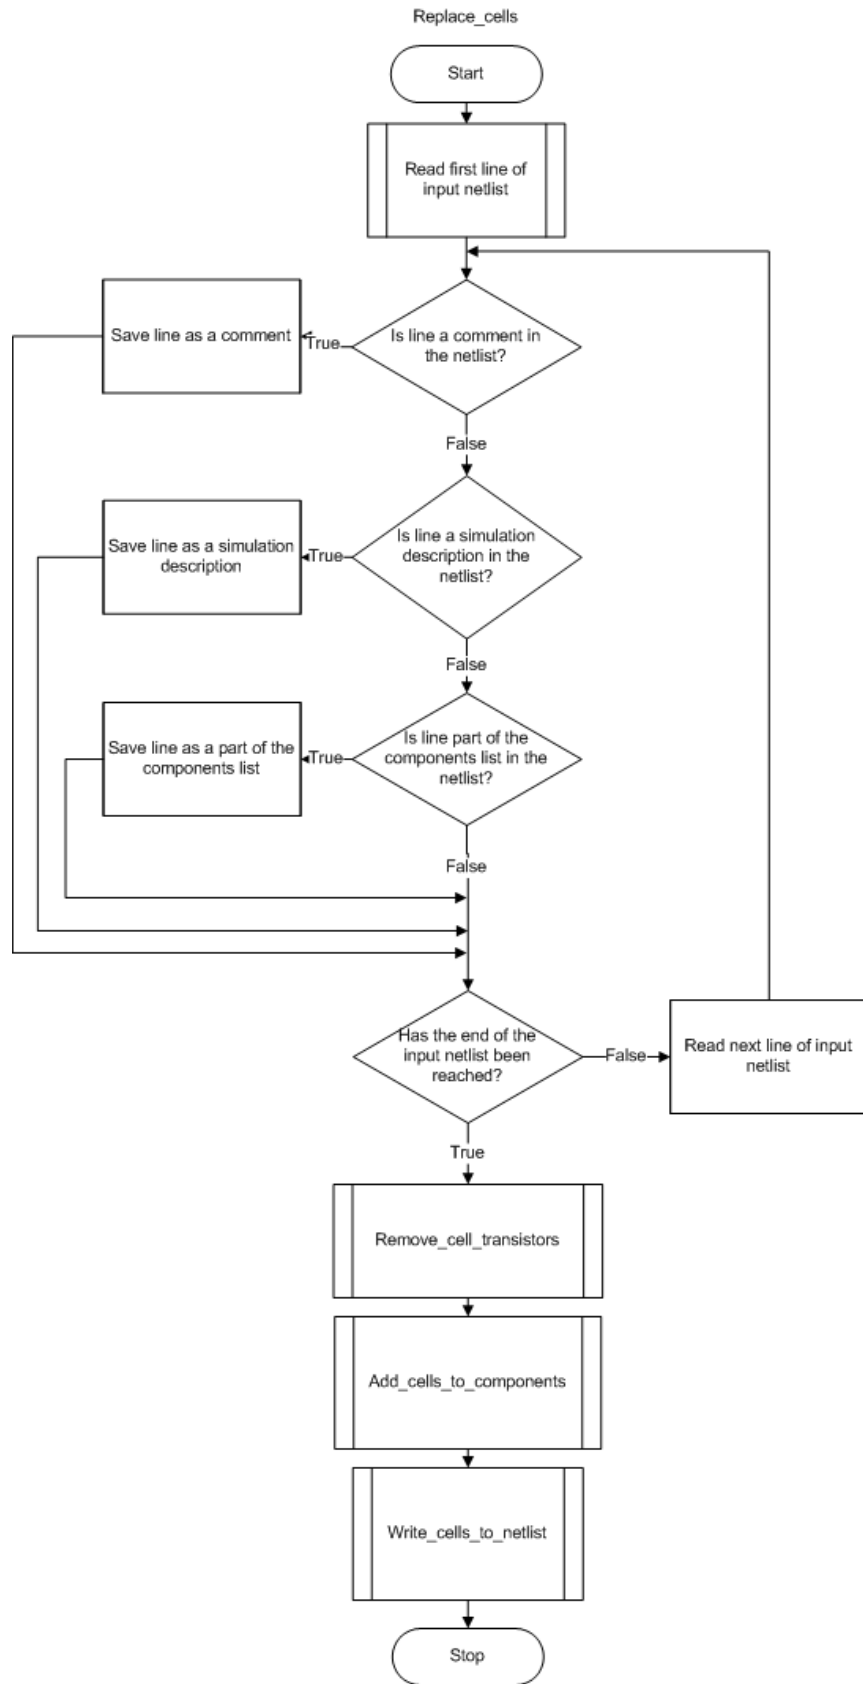 Replace_cells
Start
Read first line of
input netlist
Save line as a comment
True
Is line a comment in
the netlist?
False
Save line as a simulation
description
True
Is line a simulation
description in the
netlist?
False
Save line as a part of the
components list
True
Is line part of the
components list in the
netlist?
False
Has the end of the
input netlist been
reached?
False
Read next line of input
netlist
True
Remove_cell_transistors
Add_cells_to_components
Write_cells_to_netlist
Stop